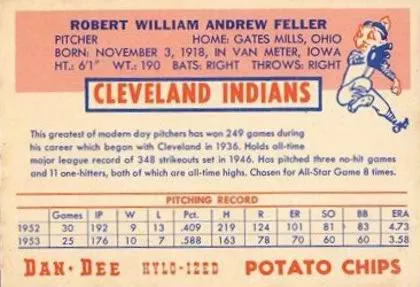 ROBERT WILLIAM ANDREW FELLER
PITCHER HOME: GATES MILLS, OHIO
BORN: NOVEMBER 3, 1918, IN VAN METER, IOWA
HT.: 6'1" WT.: 190 BATS: RIGHT THROWS: RIGHT
CLEVELAND INDIANS
This greatest of modern day pitchers has won 249 games during
his career which began with Cleveland in 1936. Holds all-time
major league record of 348 strikeouts set in 1946. Has pitched three no-hit games
and 11 one-hitters, both of which are all-time highs. Chosen for All-Star Game 8 times.
PITCHING RECORD
Games IP W L Pct. H R ER SO BB ERA
1952 30 192 9 13 .409 219 124 101 81 83 4.73
1953 25 176 10 7 .588 163 78 70 60 60 3.58
DAN-DEE HYLO-IZED POTATO CHIPS